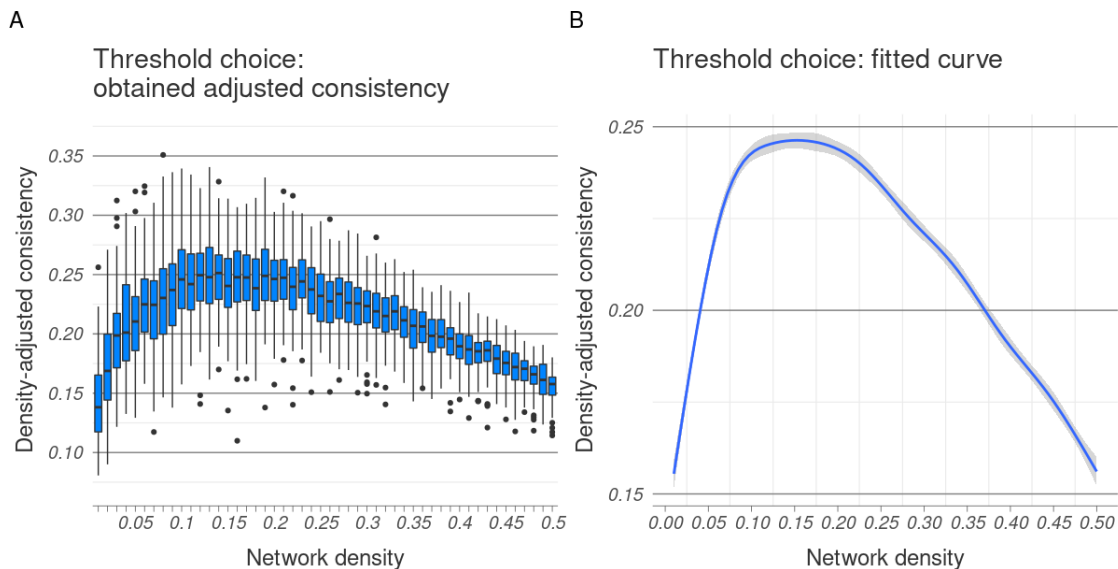 A
Threshold choice:
obtained adjusted consistency
Density-adjusted consistency
0.35
0.30
0.25
0.20
0.15
0.10
0.05 0.1 0.15 0.2 0.25 0.3 0.35 0.4 0.45 0.5
Network density
B
Threshold choice: fitted curve
Density-adjusted consistency
0.25
0.20
0.15
0.00 0.05 0.10 0.15 0.20 0.25 0.30 0.35 0.40 0.45 0.50
Network density